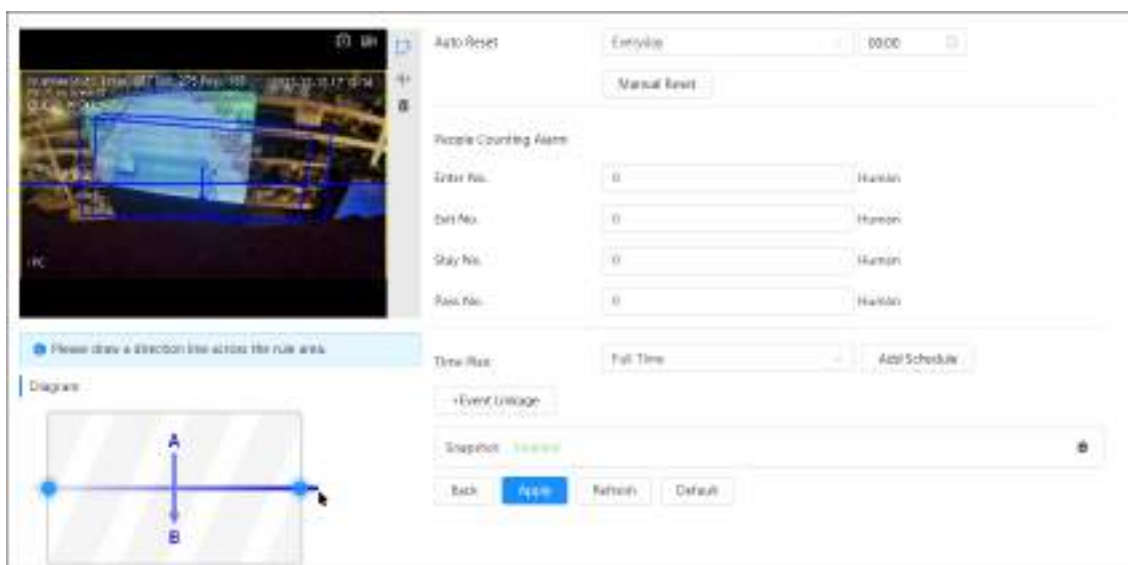 Auto Reset
Everyday
00:00
Manual Reset
People Counting Alarm
Enter No.
0
Human
Exit No.
0
Human
Stay No.
0
Human
Pass No.
0
Human
IPC
Please draw a direction line across the rule area.
Time Plan
Full Time
Add Schedule
Diagram
+Event Linkage
A
Snapshot
B
Back
Apply
Refresh
Default